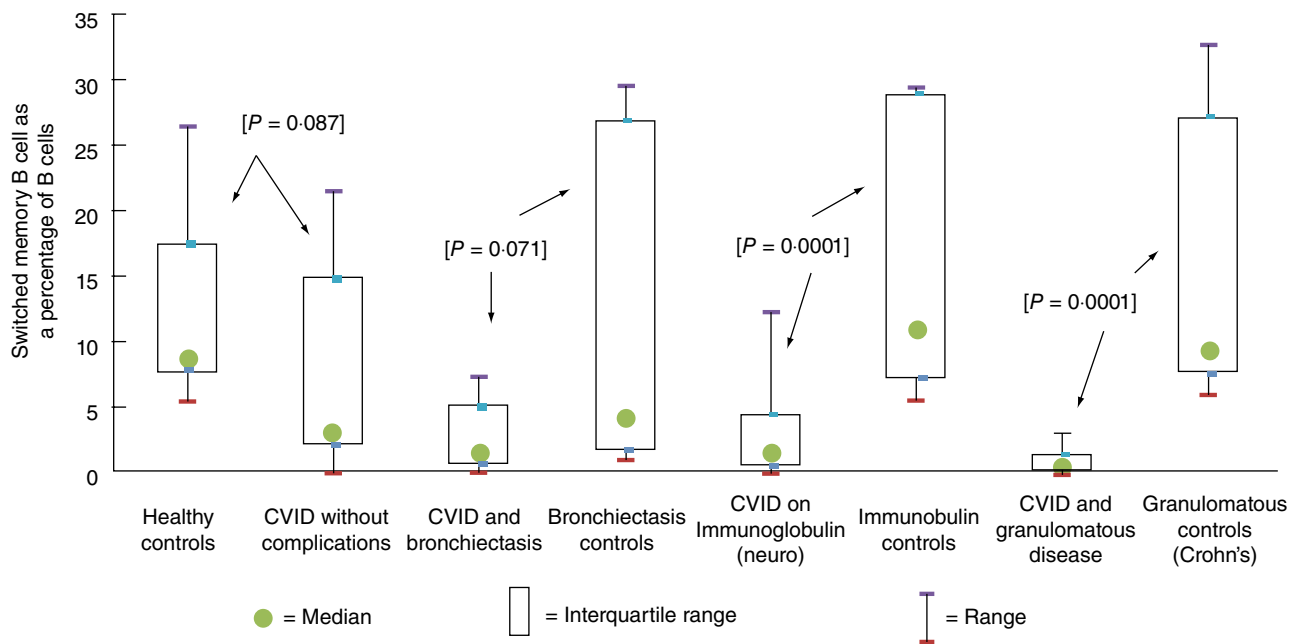 Switched memory B cell as
a percentage of B cells
35
30
25
20
15
10
5
0
[P = 0·087]
[P = 0·071]
[P = 0·0001]
[P = 0·0001]
Healthy
controls
CVID without
complications
CVID and
bronchiectasis
Bronchiectasis
controls
CVID on
Immunoglobulin
(neuro)
Immunobulin
controls
CVID and
granulomatous
disease
Granulomatous
controls
(Crohn's)
= Median
= Interquartile range
= Range